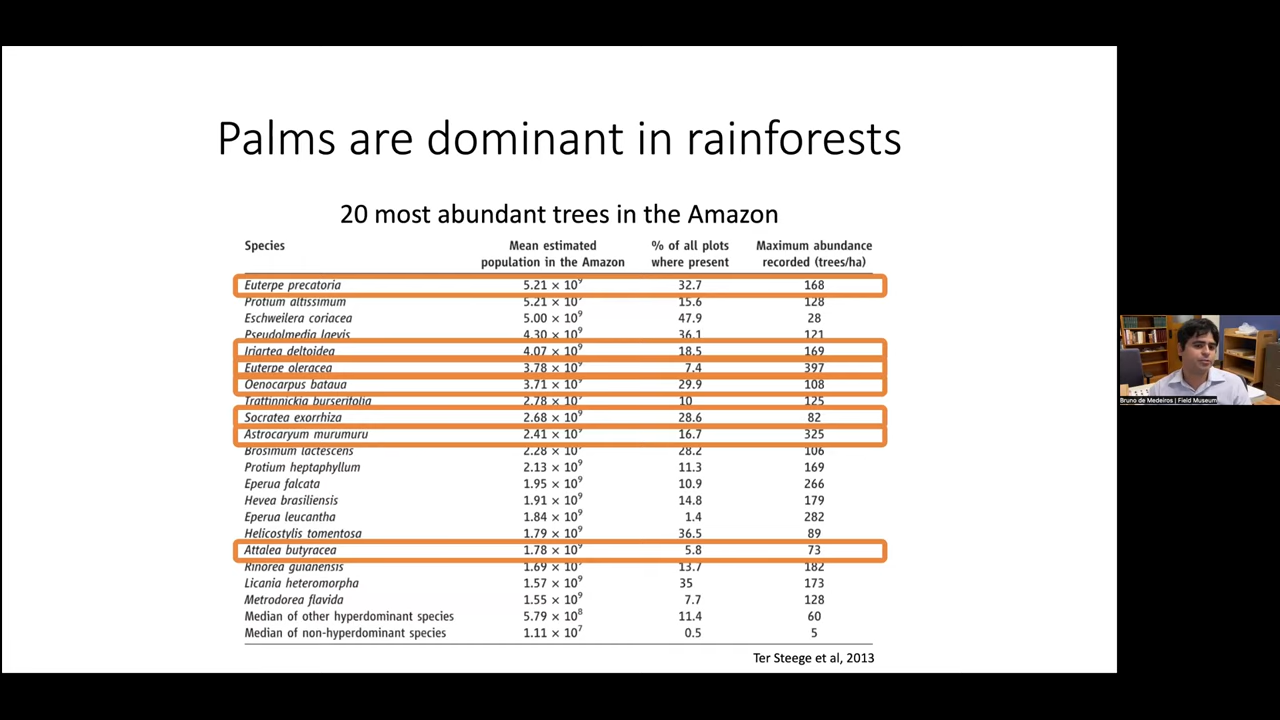 Palms are dominant in rainforests
20 most abundant trees in the Amazon
Species Mean estimated population in the Amazon % of all plots where present Maximum abundance recorded (trees/ha)
Euterpe precatoria 5.21 × 10⁹ 32.7 168
Protium altissimum 5.21 × 10⁹ 15.6 128
Eschweilera coriacea 5.00 × 10⁹ 47.9 28
Pseudolmedia laevis 4.30 × 10⁹ 36.1 121
Iriartea deltoidea 4.07 × 10⁹ 18.5 169
Euterpe oleracea 3.78 × 10⁹ 7.4 397
Oenocarpus bataua 3.71 × 10⁹ 29.9 108
Trattinnickia burserifolia 2.78 × 10⁹ 10 125
Socratea exorrhiza 2.68 × 10⁹ 28.6 82
Astrocaryum murumuru 2.41 × 10⁹ 16.7 325
Brosimum lactescens 2.28 × 10⁹ 28.2 106
Protium heptaphyllum 2.13 × 10⁹ 11.3 169
Eperua falcata 1.95 × 10⁹ 10.9 266
Hevea brasiliensis 1.91 × 10⁹ 14.8 179
Eperua leucantha 1.84 × 10⁹ 1.4 282
Helicostylis tomentosa 1.79 × 10⁹ 36.5 89
Attalea butyracea 1.78 × 10⁹ 5.8 73
Rinorea guianensis 1.69 × 10⁹ 13.7 182
Licania heteromorpha 1.57 × 10⁹ 35 173
Metrodorea flavida 1.55 × 10⁹ 7.7 128
Median of other hyperdominant species 5.79 × 10⁸ 11.4 60
Median of non-hyperdominant species 1.11 × 10⁷ 0.5 5
Ter Steege et al, 2013
Bruno de Medeiros | Field Museum